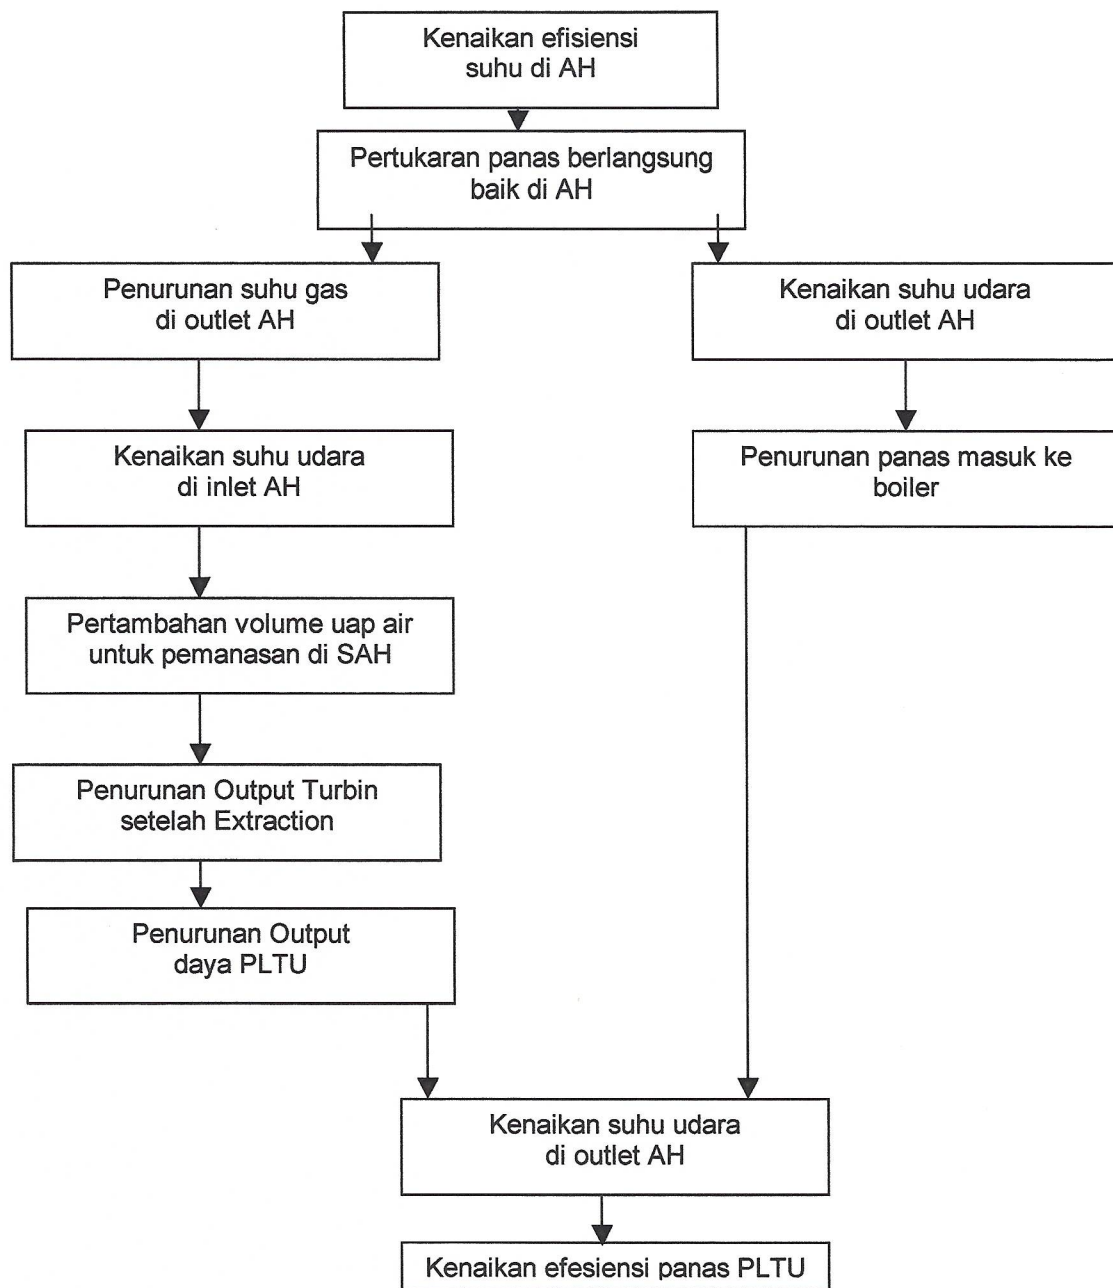 Kenaikan efisiensi
suhu di AH
Pertukaran panas berlangsung
baik di AH
Penurunan suhu gas
di outlet AH
Kenaikan suhu udara
di outlet AH
Kenaikan suhu udara
di inlet AH
Penurunan panas masuk ke
boiler
Pertambahan volume uap air
untuk pemanasan di SAH
Penurunan Output Turbin
setelah Extraction
Penurunan Output
daya PLTU
Kenaikan suhu udara
di outlet AH
Kenaikan efesiensi panas PLTU